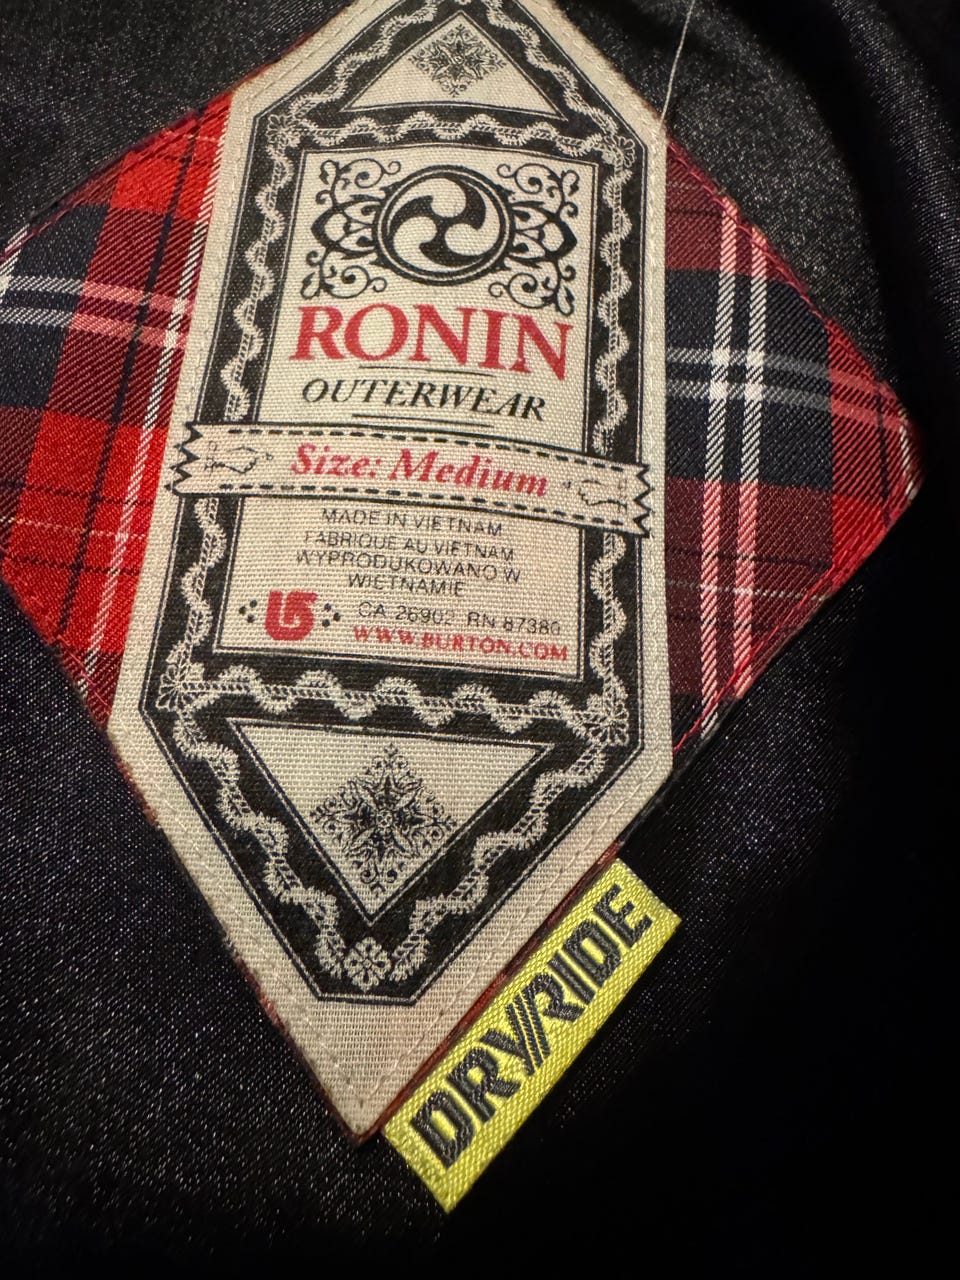 RONIN
OUTERWEAR
Size: Medium
MADE IN VIETNAM
FABRIQUE AU VIETNAM
WYPRODUKOWANO W
WIETNAMIE
CA 26902 RN 87380
WWW.BURTON.COM
DRYRIDE